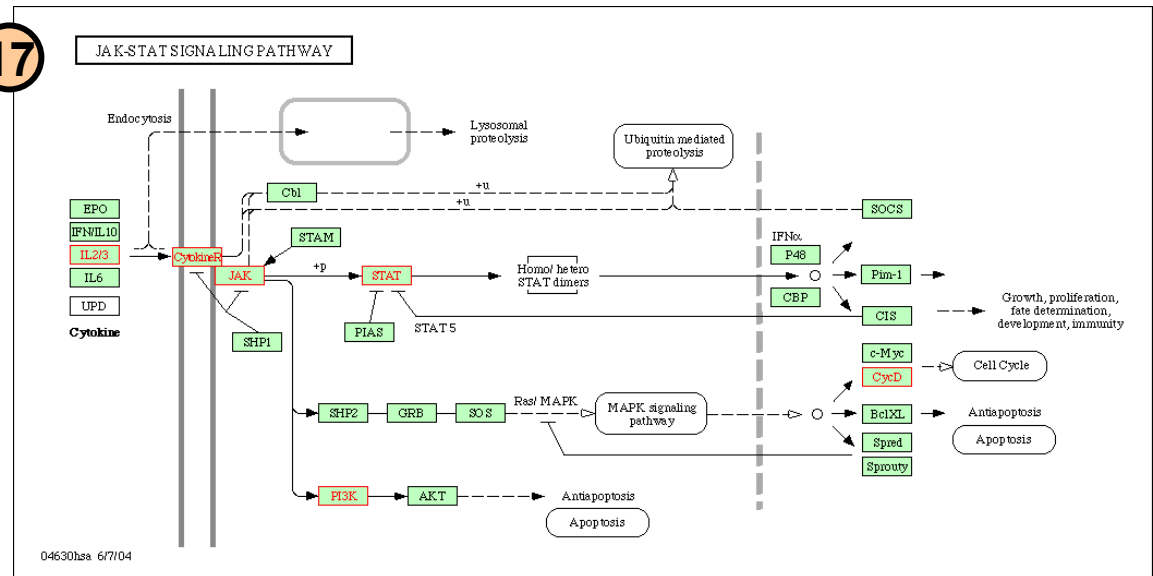 17
JAK-STAT SIGNALING PATHWAY
Endocytosis
Lysosomal
proteolysis
Ubiquitin mediated
proteolysis
Cbl
+u
+u
EPO
IFN/IL10
IL2/3
IL6
UPD
Cytokine
CytokineR
JAK
STAM
SHP1
+p
STAT
PIAS
STAT 5
Homo/ hetero
STAT dimers
IFNα
P48
CBP
SOCS
Pim-1
CIS
Growth, proliferation,
fate determination,
development, immunity
c-Myc
CycD
Cell Cycle
SHP2
GRB
SOS
Ras/ MAPK
MAPK signaling
pathway
BclXL
Antiapoptosis
Spred
Apoptosis
Sprouty
PI3K
AKT
Antiapoptosis
Apoptosis
04630hsa 6/7/04